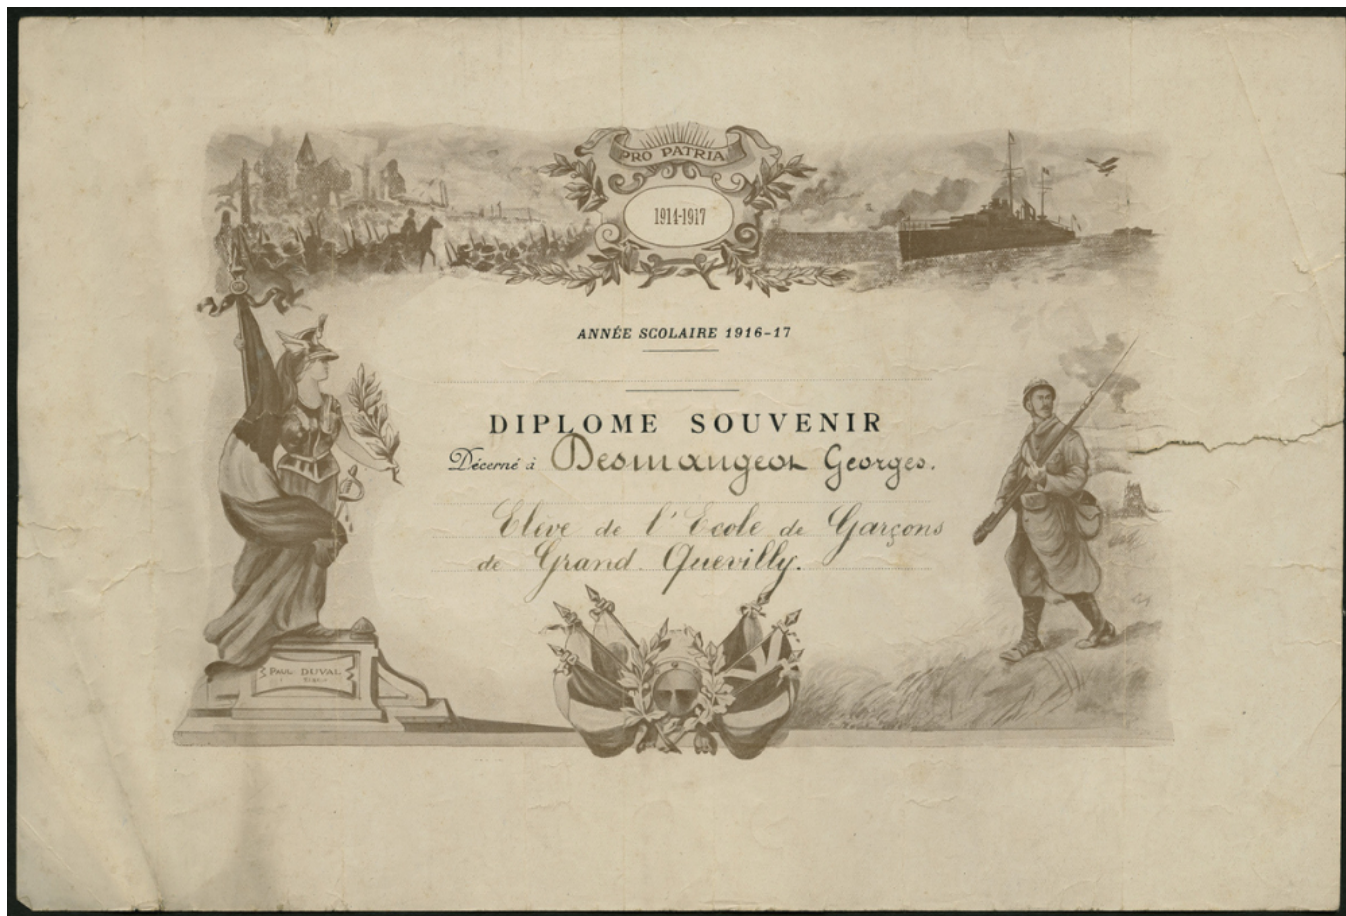 PRO PATRIA
1914-1917
ANNÉE SCOLAIRE 1916-17
DIPLOME SOUVENIR
Décerné à Desmangeot Georges.
Elève de l'Ecole de Garçons
de Grand Quevilly.
PAUL DUVAL